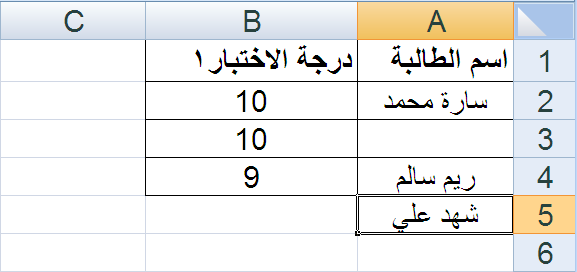 A B C
1 اسم الطالبة درجة الاختبار١
2 سارة محمد 10
3 10
4 ريم سالم 9
5 شهد علي
6